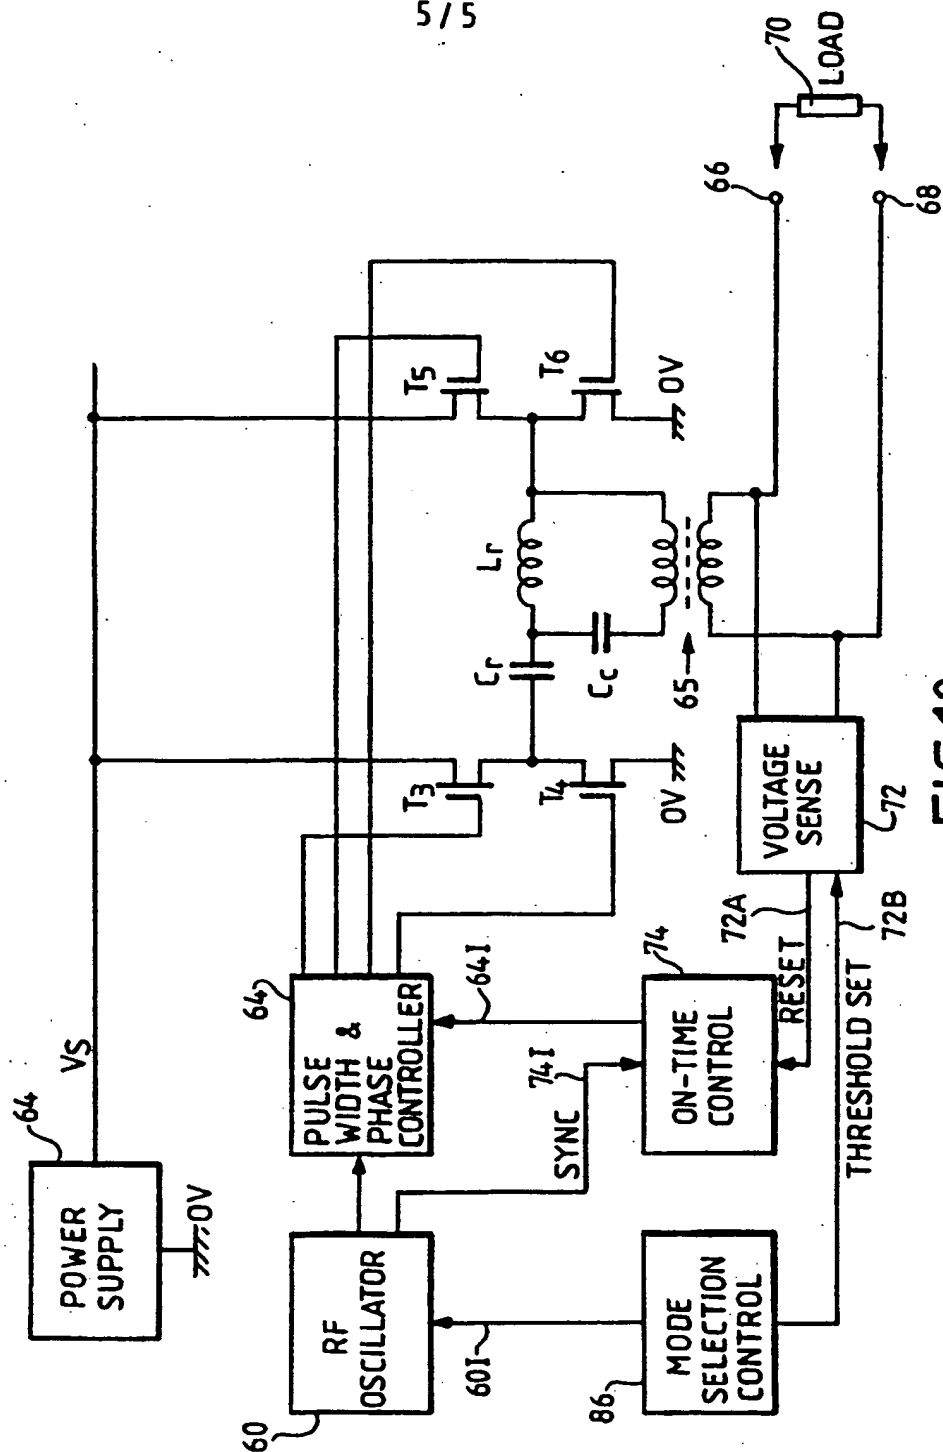 5/5
64
POWER
SUPPLY
VS
0V
60
RF
OSCILLATOR
64
PULSE
WIDTH &
PHASE
CONTROLLER
T3
T4
T5
T6
0V
0V
Cr
Lr
Cc
65
66
68
70
LOAD
60I
SYNC
74I
64I
74
ON-TIME
CONTROL
RESET
72A
VOLTAGE
SENSE
72
72B
THRESHOLD SET
86
MODE
SELECTION
CONTROL